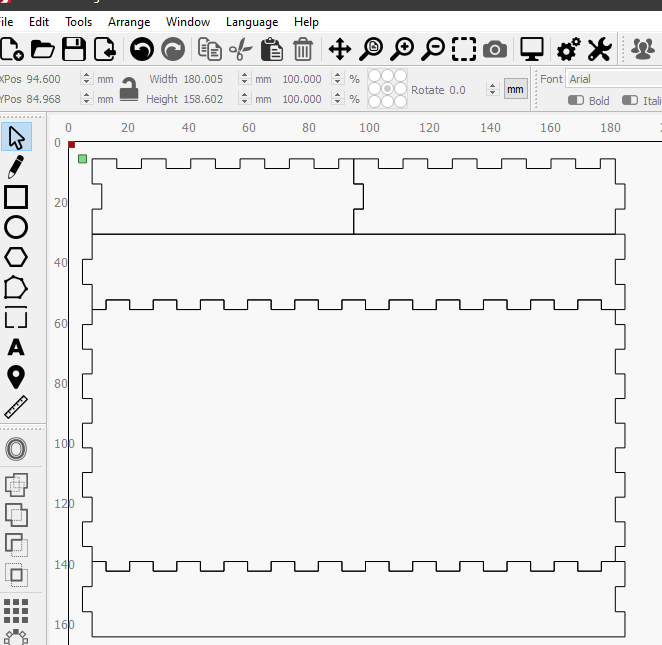 File Edit Tools Arrange Window Language Help
XPos 94.600 mm Width 180.005 mm 100.000 %
YPos 84.968 mm Height 158.602 mm 100.000 %
Rotate 0.0 mm
Font Arial
Bold Itali
0 20 40 60 80 100 120 140 160 180
0
20
40
60
80
100
120
140
160